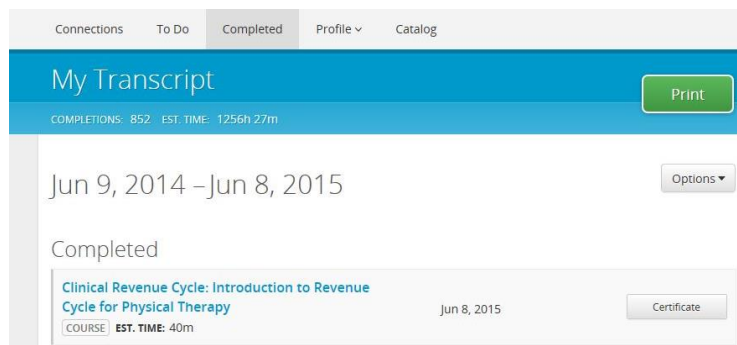 Connections To Do Completed Profile Catalog
My Transcript
Print
COMPLETIONS: 852 EST. TIME: 1256h 27m
Jun 9, 2014 – Jun 8, 2015
Options
Completed
Clinical Revenue Cycle: Introduction to Revenue
Cycle for Physical Therapy
Jun 8, 2015
Certificate
COURSE EST. TIME: 40m